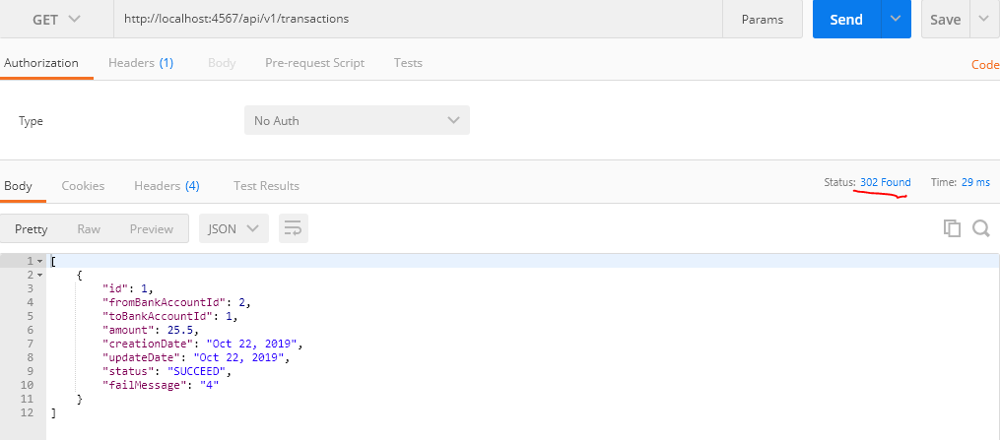 GET http://localhost:4567/api/v1/transactions Params Send Save
Authorization Headers (1) Body Pre-request Script Tests Code
Type No Auth
Body Cookies Headers (4) Test Results Status: 302 Found Time: 29 ms
Pretty Raw Preview JSON
1 [
2 {
3 "id": 1,
4 "fromBankAccountId": 2,
5 "toBankAccountId": 1,
6 "amount": 25.5,
7 "creationDate": "Oct 22, 2019",
8 "updateDate": "Oct 22, 2019",
9 "status": "SUCCEED",
10 "failMessage": "4"
11 }
12 ]